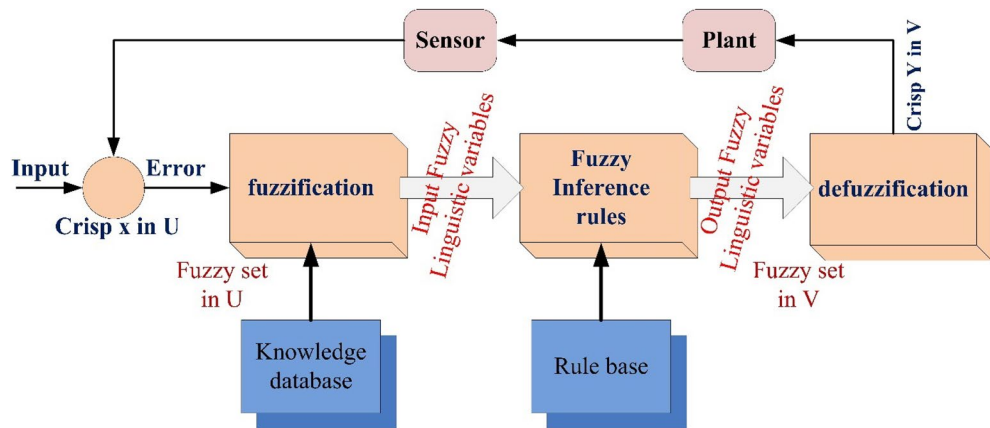 Sensor
Plant
Crisp Y in V
Input
Error
Crisp x in U
fuzzification
Input Fuzzy
Linguistic variables
Fuzzy
Inference
rules
Output Fuzzy
Linguistic variables
defuzzification
Fuzzy set
in U
Fuzzy set
in V
Knowledge
database
Rule base